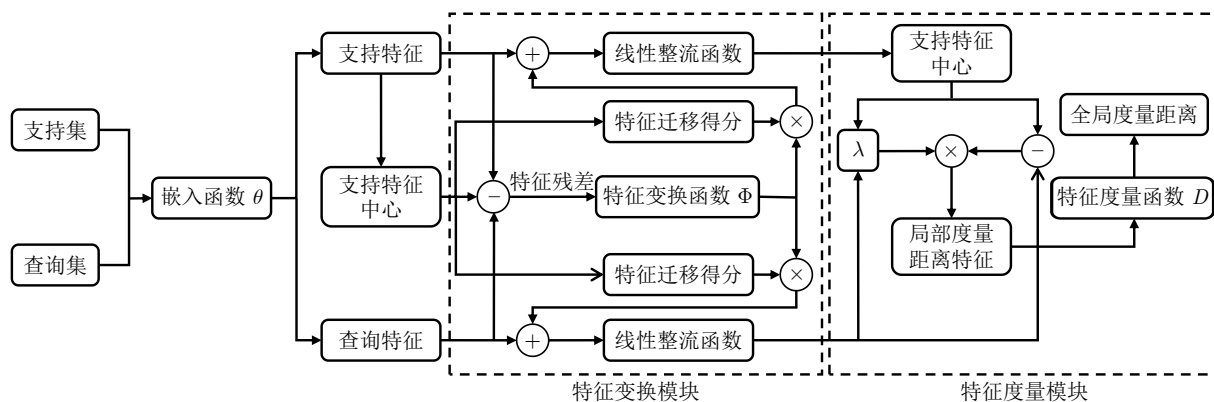 支持集
查询集
嵌入函数 θ
支持特征
支持特征
中心
查询特征
+
线性整流函数
特征迁移得分
×
−
特征残差
特征变换函数 Φ
特征迁移得分
×
+
线性整流函数
特征变换模块
支持特征
中心
λ
×
−
局部度量
距离特征
全局度量距离
特征度量函数 D
特征度量模块